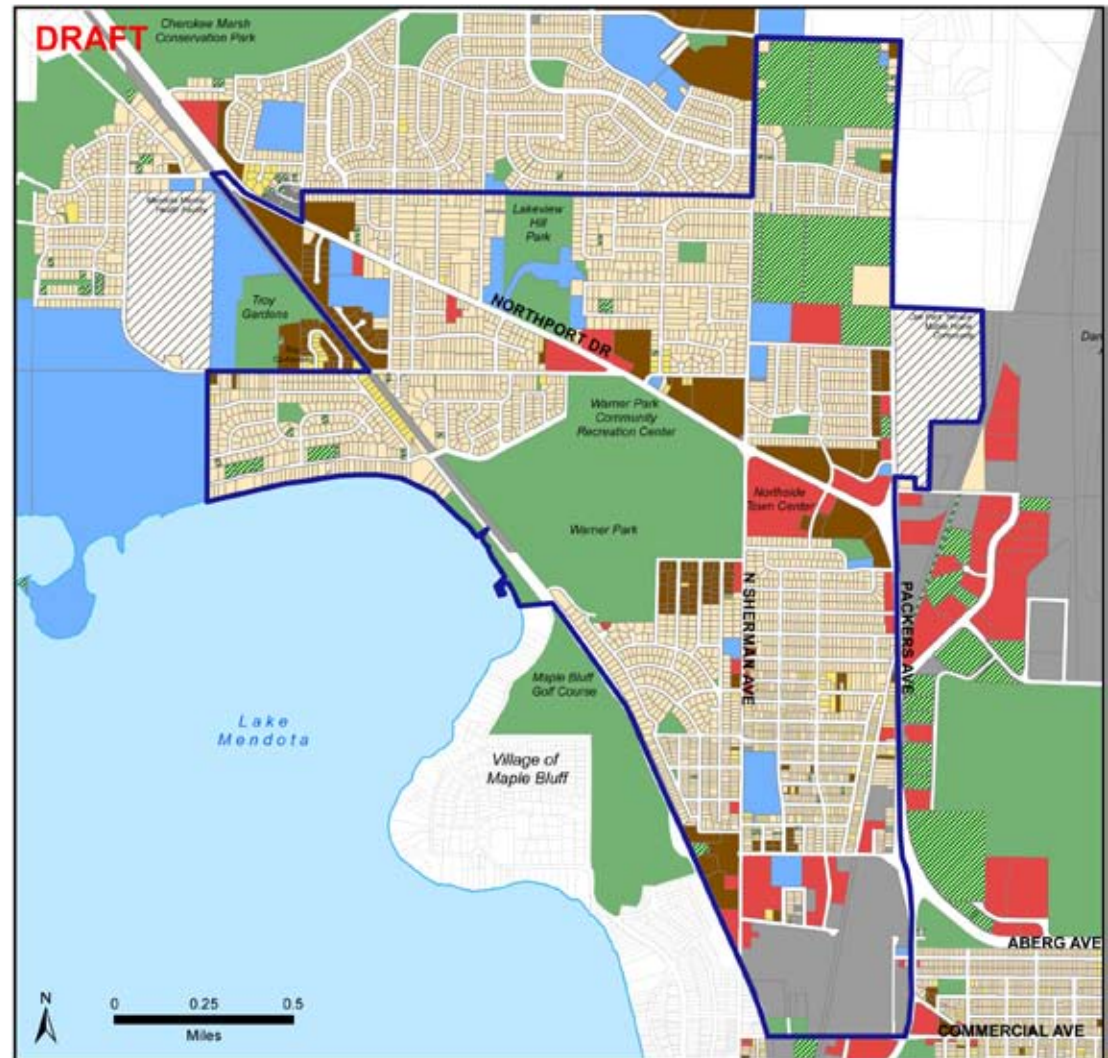 DRAFT
Cherokee Marsh
Conservation Park
Lakeview
Hill
Park
Troy
Gardens
NORTHPORT DR
Warner Park
Community
Recreation Center
Northside
Town Center
Warner Park
N SHERMAN AVE
PACKERS AVE
Maple Bluff
Golf Course
Lake
Mendota
Village of
Maple Bluff
ABERG AVE
N
0 0.25 0.5
Miles
COMMERCIAL AVE